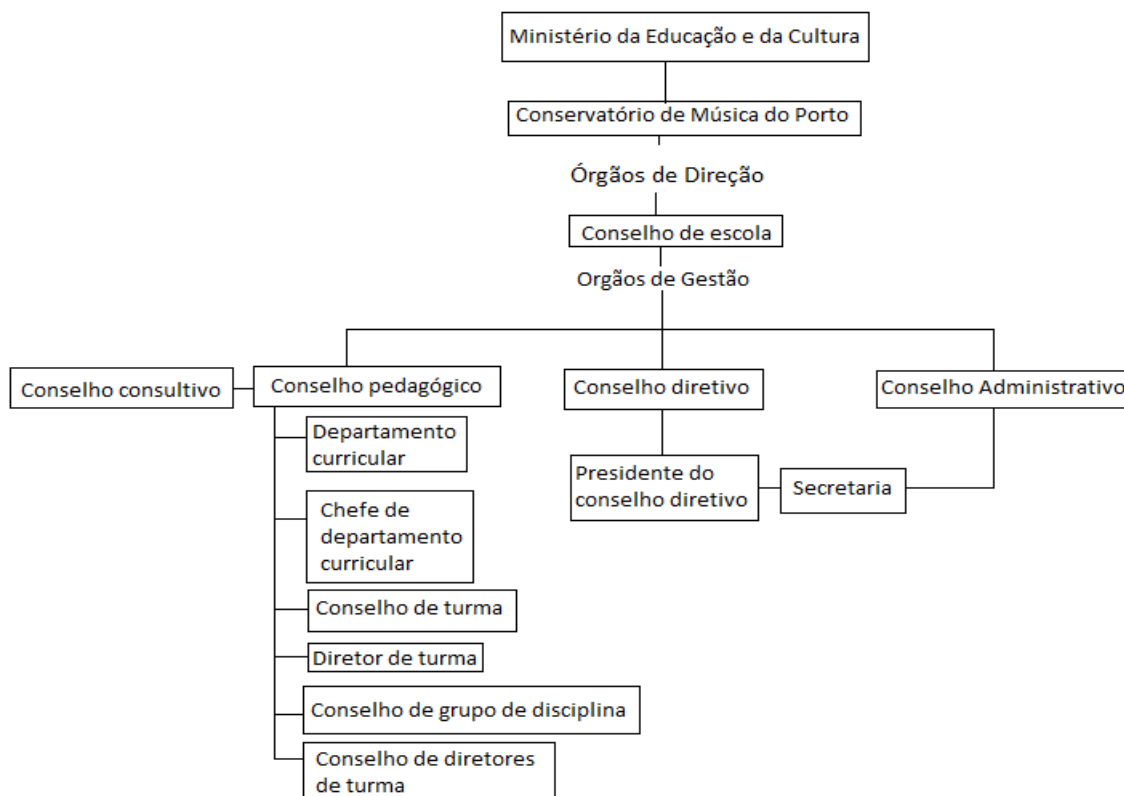 Ministério da Educação e da Cultura
Conservatório de Música do Porto
Órgãos de Direção
Conselho de escola
Orgãos de Gestão
Conselho consultivo
Conselho pedagógico
Conselho diretivo
Conselho Administrativo
Departamento
curricular
Presidente do
conselho diretivo
Secretaria
Chefe de
departamento
curricular
Conselho de turma
Diretor de turma
Conselho de grupo de disciplina
Conselho de diretores
de turma